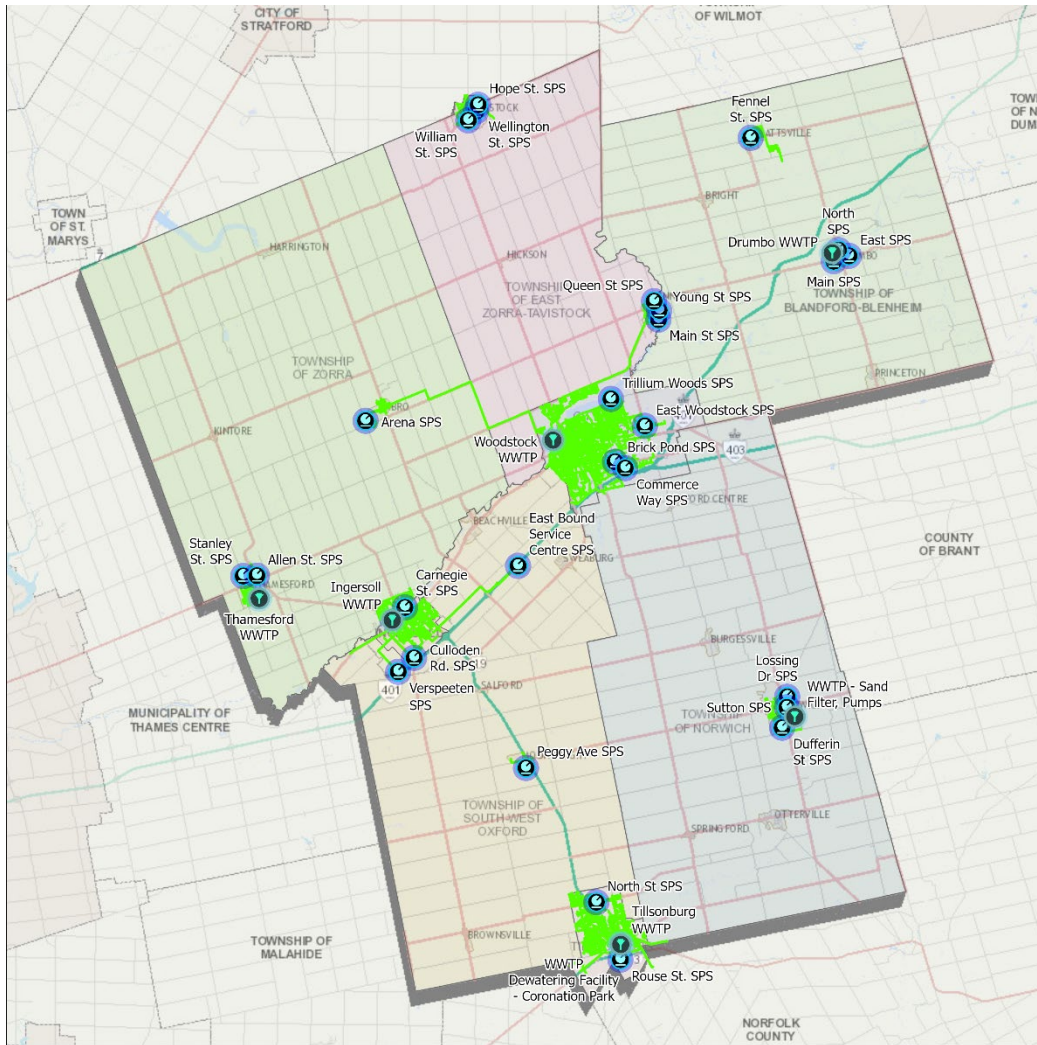 CITY OF
STRATFORD
OF WILMOT
Hope St. SPS
William
St. SPS
Wellington
St. SPS
Fennel
St. SPS
TOWN
OF ST.
MARYS
7
HARRINGTON
HICKSON
BRIGHT
North
SPS
Drumbo WWTP
East SPS
Main SPS
TOWNSHIP OF
BLANDFORD-BLENHEIM
Queen St SPS
TOWNSHIP
OF EAST
ZORRA-TAVISTOCK
Young St SPS
Main St SPS
TOWNSHIP
OF ZORRA
PRINCETON
Trillium Woods SPS
Arena SPS
KINTORE
East Woodstock SPS
Woodstock
WWTP
Brick Pond SPS
403
Commerce
Way SPS
BEACHVILLE
East Bound
Service
Centre SPS
SWEABURG
COUNTY
OF BRANT
Stanley
St. SPS
Allen St. SPS
Ingersoll
WWTP
Carnegie
St. SPS
Thamesford
WWTP
BURGESSVILLE
Culloden
Rd. SPS
401
Verspeeten
SPS
SALFORD
Lossing
Dr SPS
WWTP - Sand
Filter, Pumps
Sutton SPS
MUNICIPALITY OF
THAMES CENTRE
TOWNSHIP
OF NORWICH
Dufferin
St SPS
Peggy Ave SPS
TOWNSHIP OF
SOUTH-WEST
OXFORD
OTTERVILLE
SPRINGFORD
North St SPS
Tillsonburg
WWTP
BROWNSVILLE
TOWNSHIP OF
MALAHIDE
WWTP
Dewatering Facility
- Coronation Park
Rouse St. SPS
NORFOLK
COUNTY